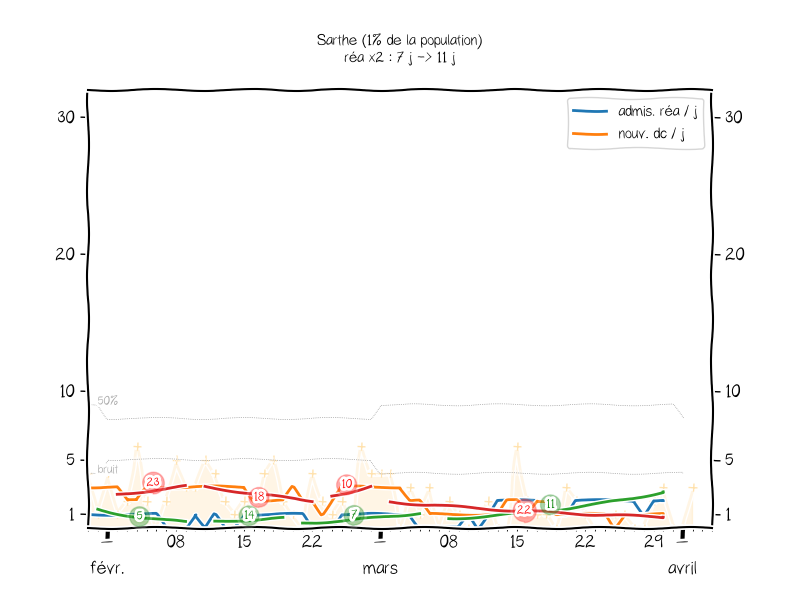 Sarthe (1% de la population)
réa x2 : 7 j -> 11 j
admis. réa / j
nouv. dc / j
30 30
20 20
10 10
50%
5 5
bruit
23
18
10
5
14
7
22
11
1 1
08 15 22 08 15 22 29
févr. mars avril